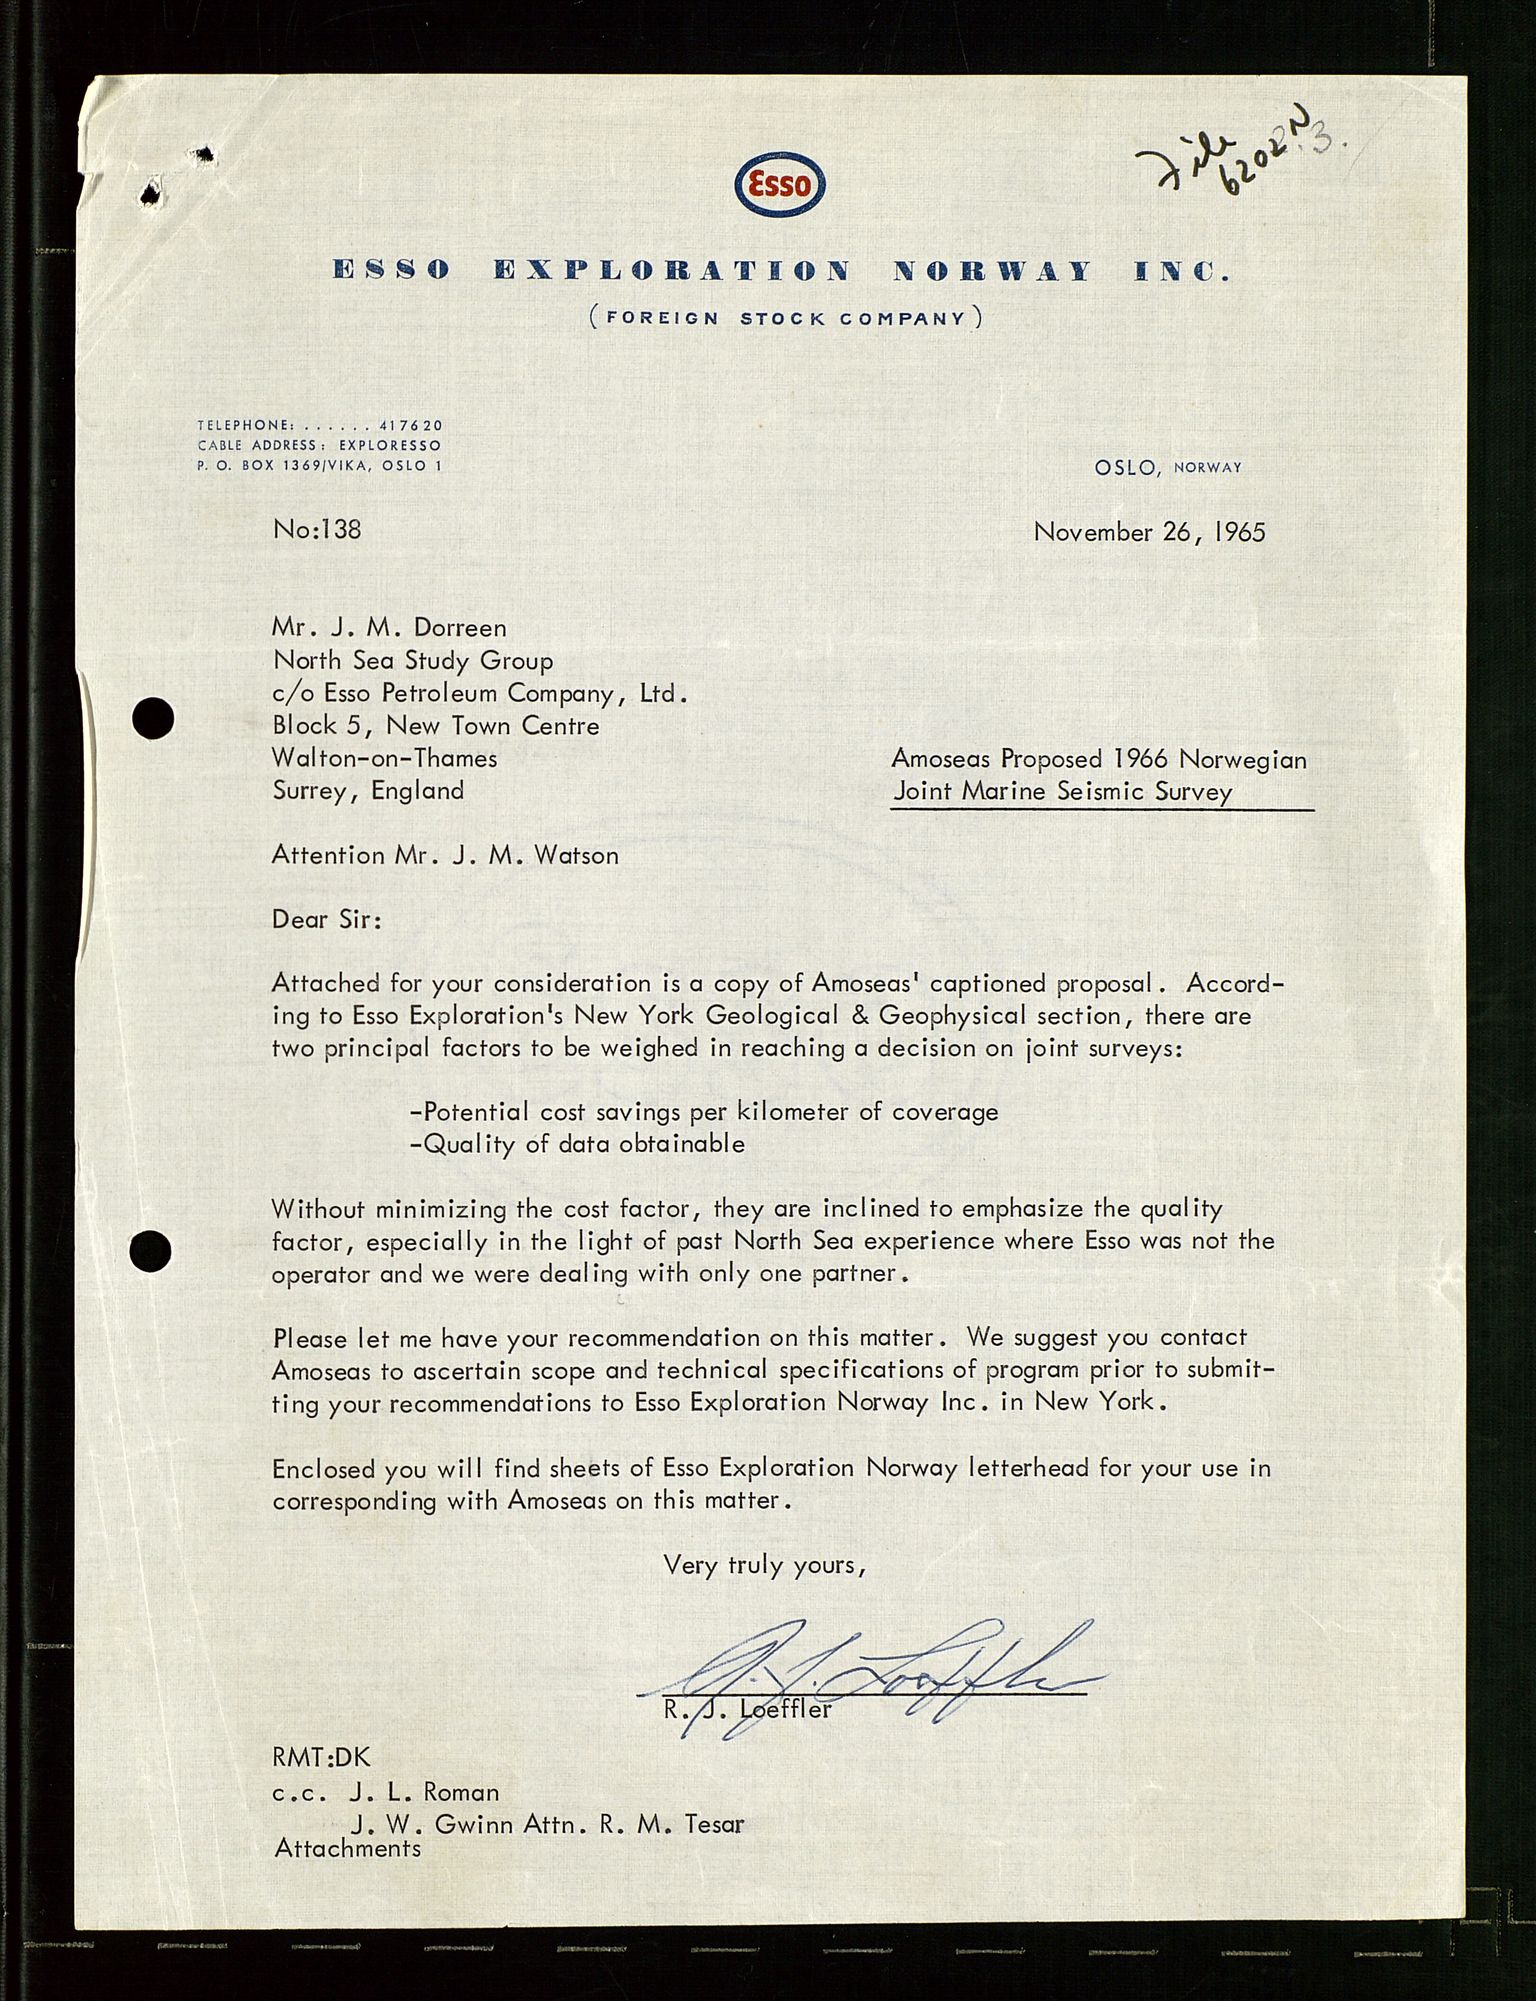 File
6202N.3.
Esso
ESSO EXPLORATION NORWAY INC.
(FOREIGN STOCK COMPANY)
TELEPHONE: . . . . . . 417620
CABLE ADDRESS: EXPLORESSO
P. O. BOX 1369/VIKA, OSLO 1
OSLO, NORWAY
No:138
November 26, 1965
Mr. J. M. Dorreen
North Sea Study Group
c/o Esso Petroleum Company, Ltd.
Block 5, New Town Centre
Walton-on-Thames
Surrey, England
Amoseas Proposed 1966 Norwegian
Joint Marine Seismic Survey
Attention Mr. J. M. Watson
Dear Sir:
Attached for your consideration is a copy of Amoseas' captioned proposal. Accord-
ing to Esso Exploration's New York Geological & Geophysical section, there are
two principal factors to be weighed in reaching a decision on joint surveys:
-Potential cost savings per kilometer of coverage
-Quality of data obtainable
Without minimizing the cost factor, they are inclined to emphasize the quality
factor, especially in the light of past North Sea experience where Esso was not the
operator and we were dealing with only one partner.
Please let me have your recommendation on this matter. We suggest you contact
Amoseas to ascertain scope and technical specifications of program prior to submit-
ting your recommendations to Esso Exploration Norway Inc. in New York.
Enclosed you will find sheets of Esso Exploration Norway letterhead for your use in
corresponding with Amoseas on this matter.
Very truly yours,
R. J. Loeffler
R. J. Loeffler
RMT:DK
c.c. J. L. Roman
J. W. Gwinn Attn. R. M. Tesar
Attachments